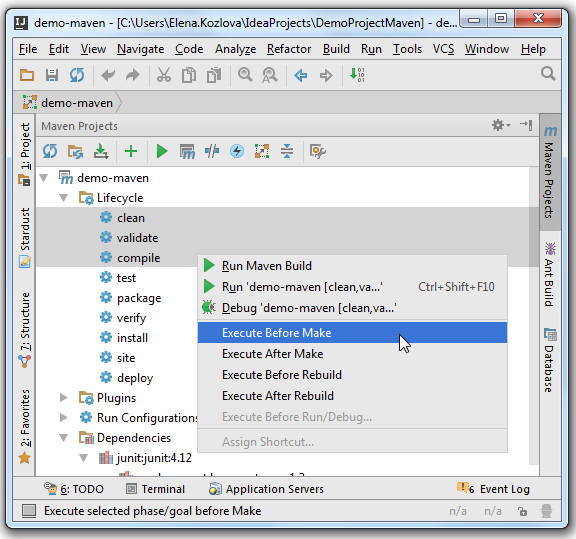 demo-maven - [C:\Users\Elena.Kozlova\IdeaProjects\DemoProjectMaven] - de...
File Edit View Navigate Code Analyze Refactor Build Run Tools VCS Window Help
demo-maven
Maven Projects
1: Project
Stardust
7: Structure
2: Favorites
demo-maven
Lifecycle
clean
validate
compile
test
package
verify
install
site
deploy
Plugins
Run Configurations
Dependencies
junit:junit:4.12
Run Maven Build
Run 'demo-maven [clean,va...' Ctrl+Shift+F10
Debug 'demo-maven [clean,va...'
Execute Before Make
Execute After Make
Execute Before Rebuild
Execute After Rebuild
Execute Before Run/Debug...
Assign Shortcut...
Maven Projects
Ant Build
Database
6: TODO Terminal Application Servers 6 Event Log
Execute selected phase/goal before Make n/a n/a